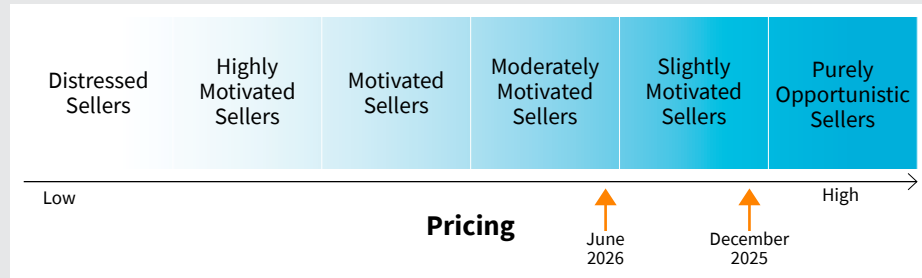 Distressed
Sellers
Highly
Motivated
Sellers
Motivated
Sellers
Moderately
Motivated
Sellers
Slightly
Motivated
Sellers
Purely
Opportunistic
Sellers
Low
High
Pricing
June
2026
December
2025